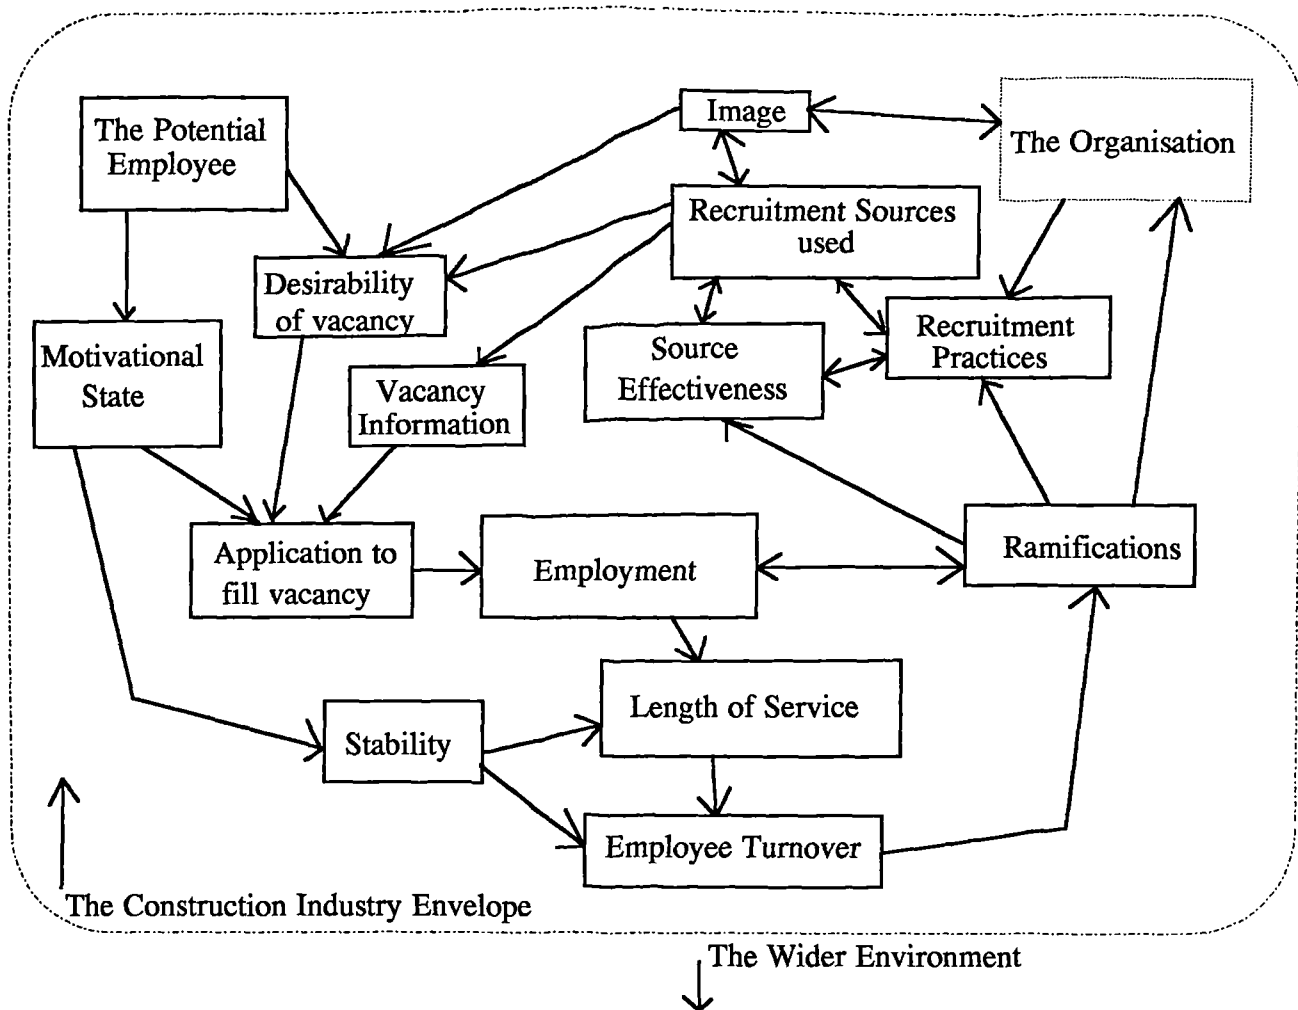 The Potential
Employee
Image
The Organisation
Recruitment Sources
used
Desirability
of vacancy
Recruitment
Practices
Motivational
State
Source
Effectiveness
Vacancy
Information
Application to
fill vacancy
Employment
Ramifications
Length of Service
Stability
Employee Turnover
The Construction Industry Envelope
The Wider Environment